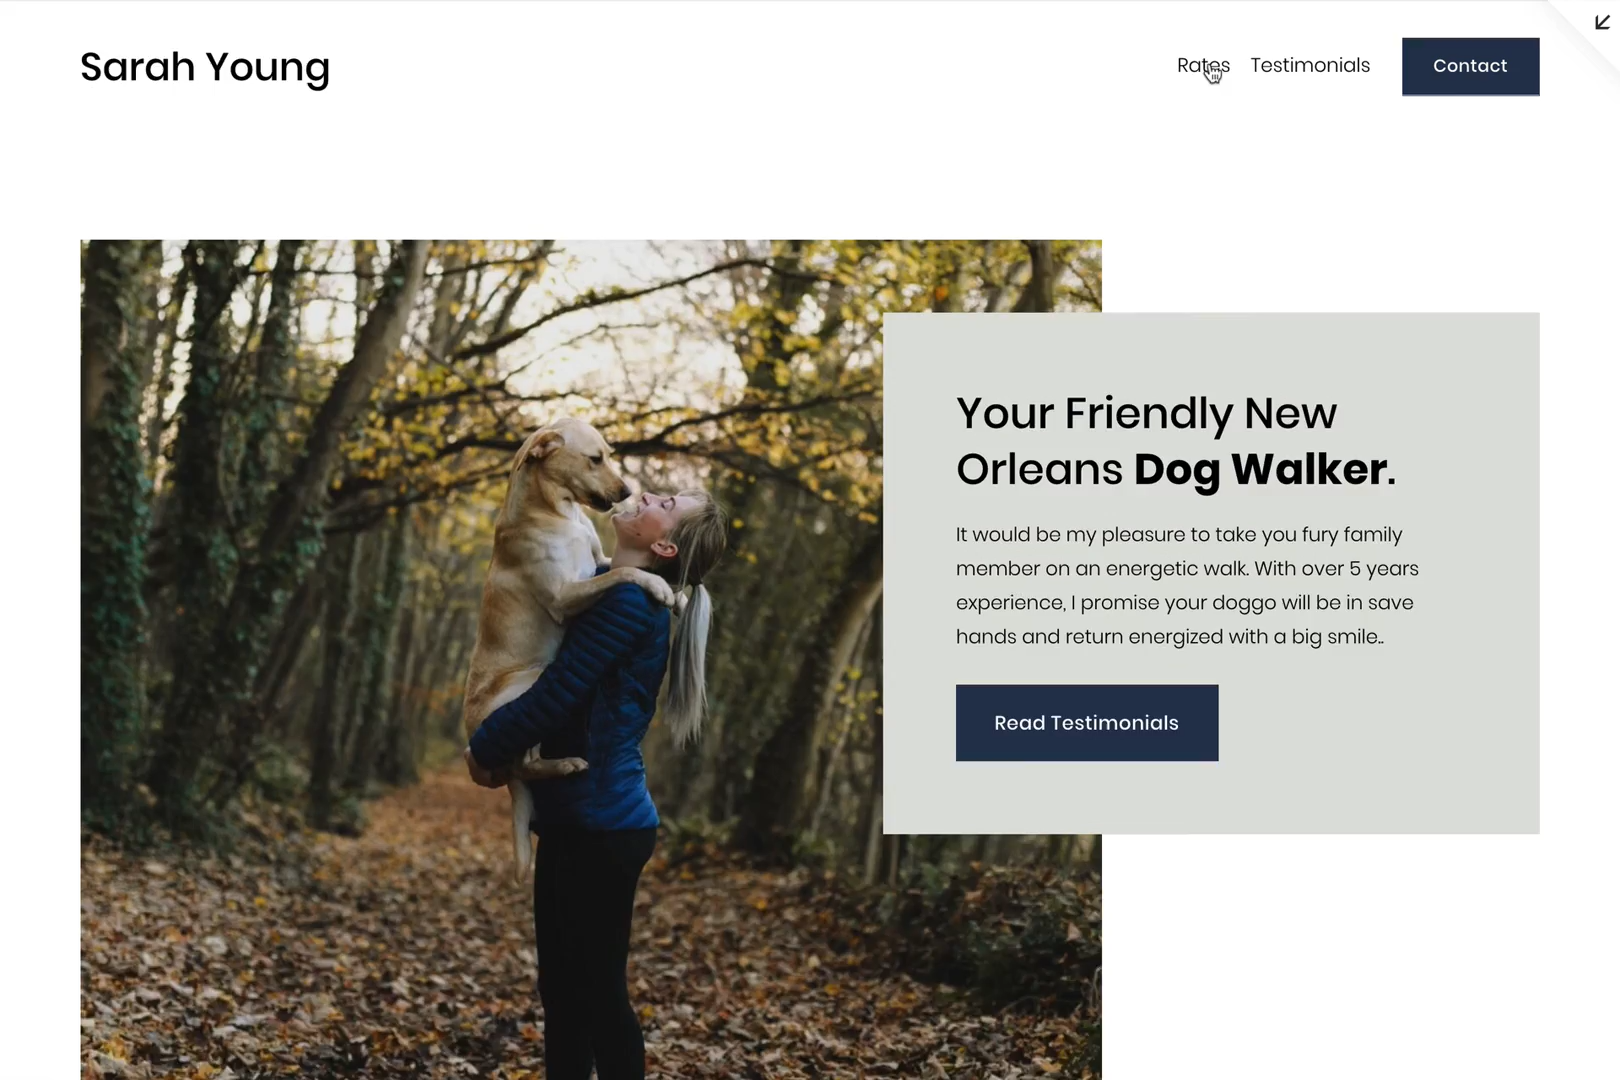 Sarah Young
Rates
Testimonials
Contact
Your Friendly New
Orleans Dog Walker.
It would be my pleasure to take you fury family
member on an energetic walk. With over 5 years
experience, I promise your doggo will be in save
hands and return energized with a big smile..
Read Testimonials